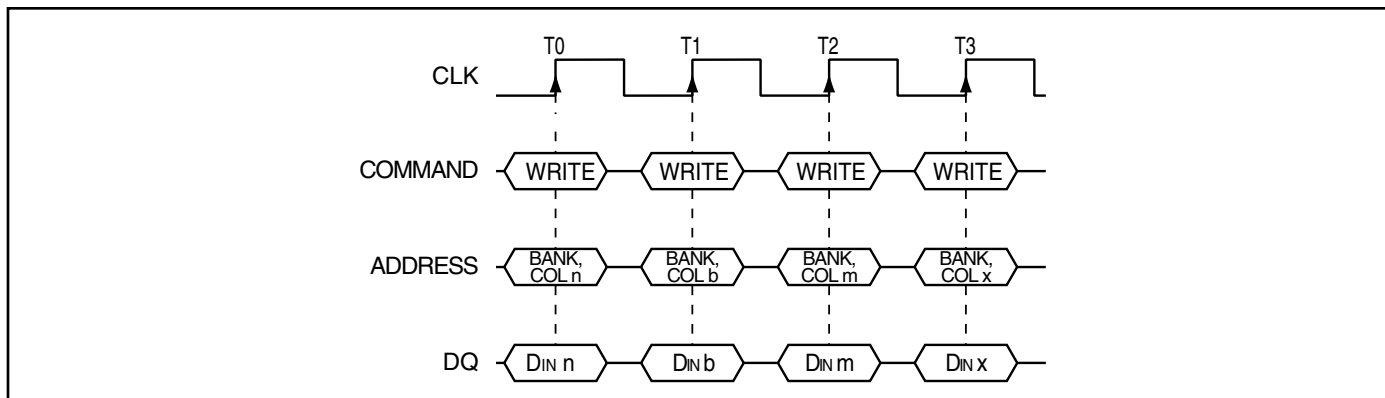 T0 T1 T2 T3
CLK
COMMAND WRITE WRITE WRITE WRITE
ADDRESS BANK, BANK, BANK, BANK,
COL n COL b COL m COL x
DQ DIN n DIN b DIN m DIN x